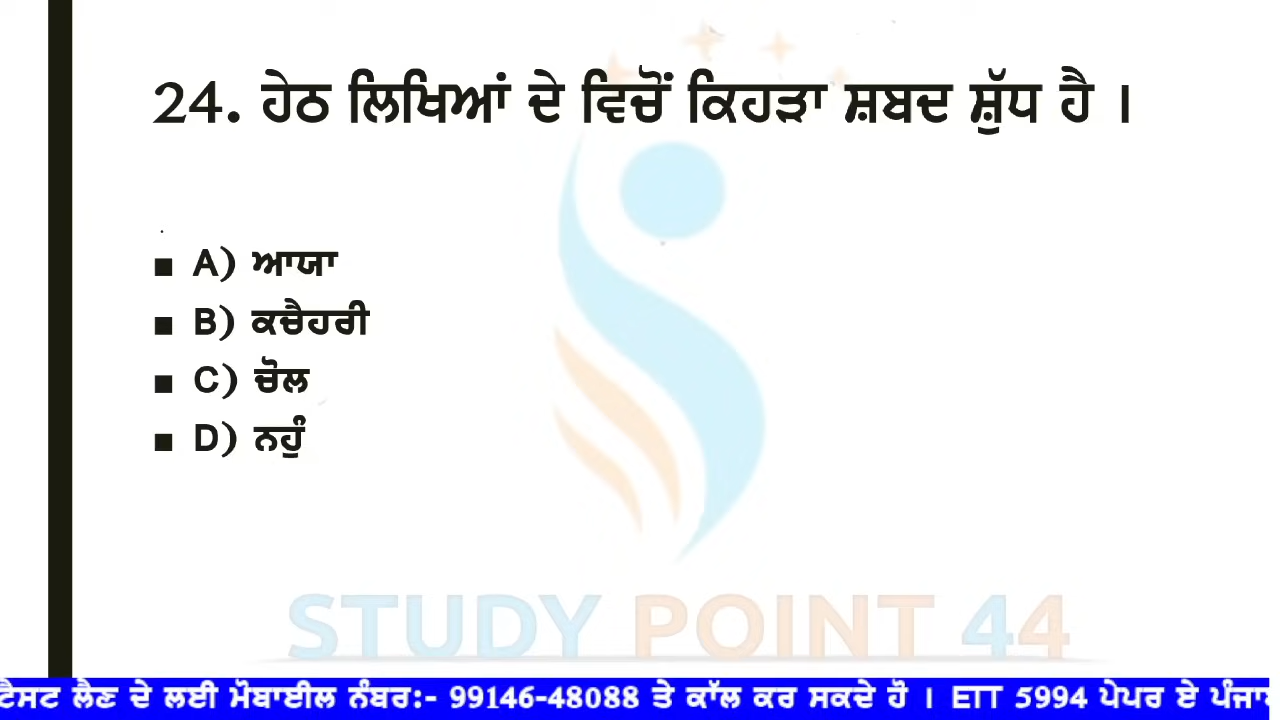 24. ਹੇਠ ਲਿਖਿਆਂ ਦੇ ਵਿਚੋਂ ਕਿਹੜਾ ਸ਼ਬਦ ਸ਼ੁੱਧ ਹੈ ।
■ A) ਆਯਾ
■ B) ਕਚੈਹਰੀ
■ C) ਚੋਲ
■ D) ਨਹੁੰ
STUDY POINT 44
ਟੈਸਟ ਲੈਣ ਦੇ ਲਈ ਮੋਬਾਈਲ ਨੰਬਰ:- 99146-48088 ਤੇ ਕਾੱਲ ਕਰ ਸਕਦੇ ਹੋ । ETT 5994 ਪੇਪਰ ਏ